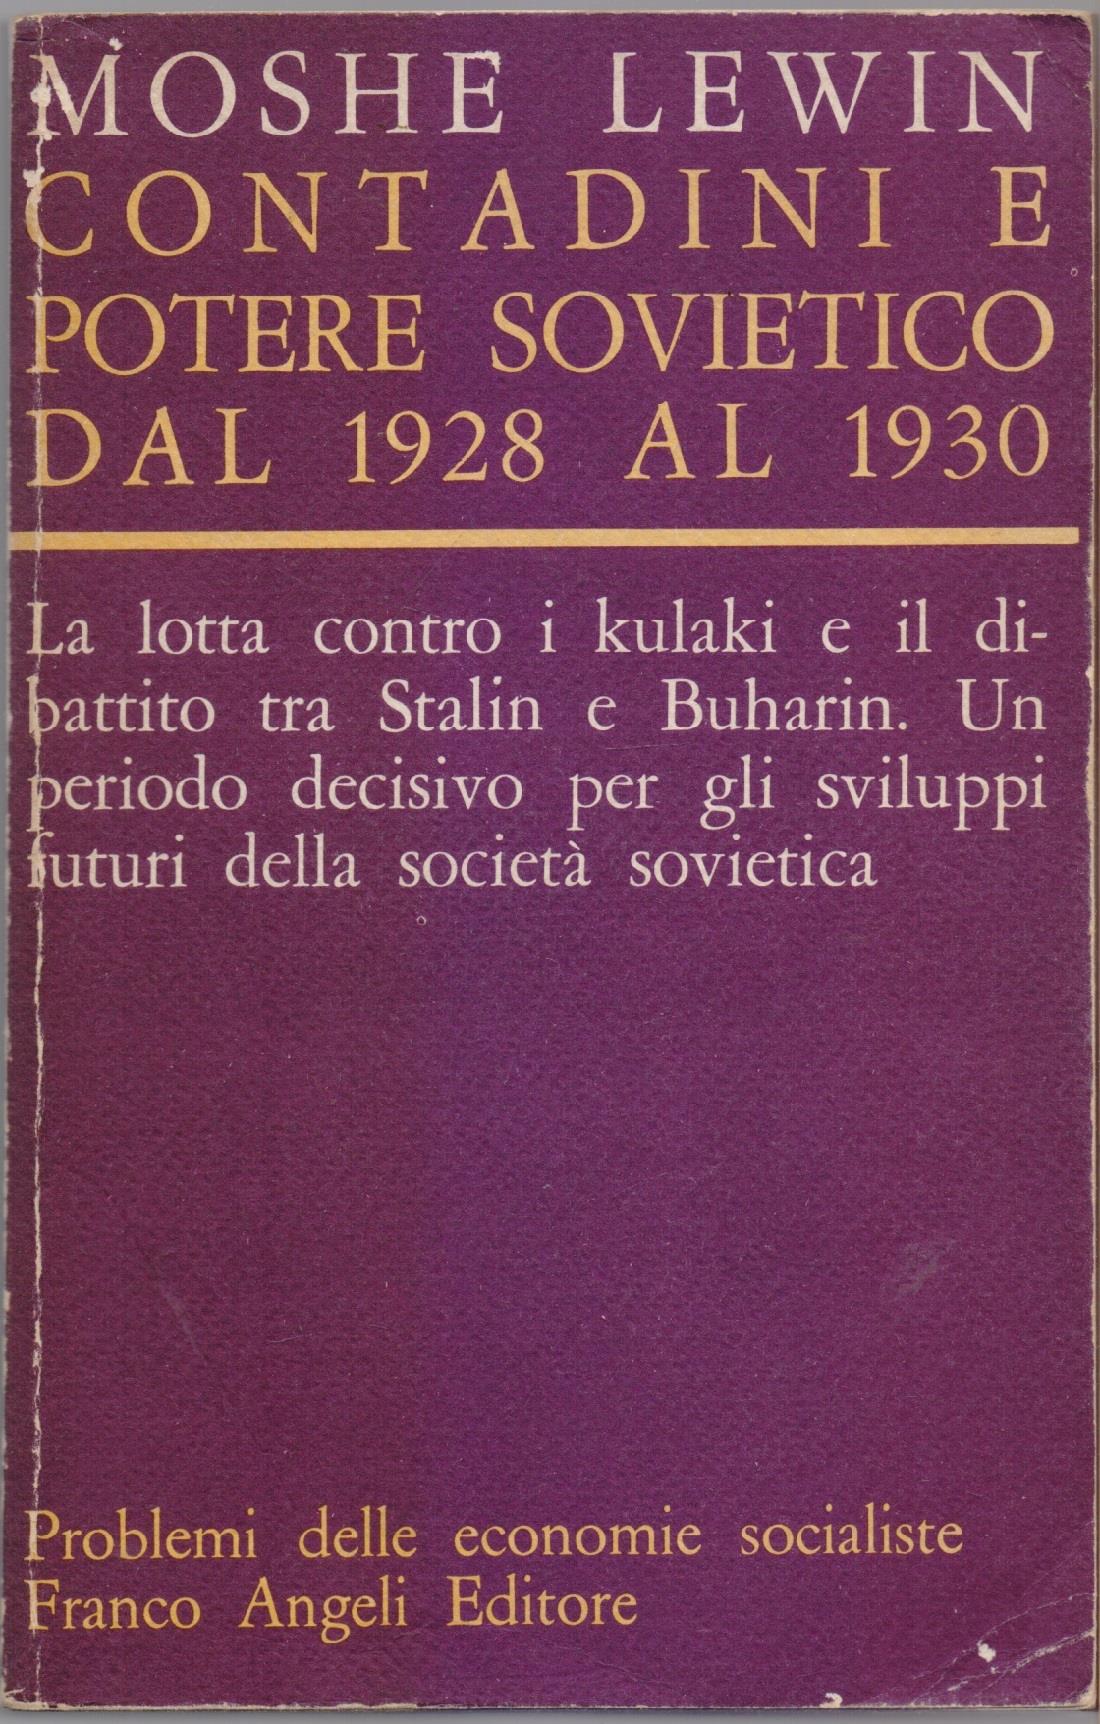 MOSHE LEWIN
CONTADINI E
POTERE SOVIETICO
DAL 1928 AL 1930
La lotta contro i kulaki e il di-
battito tra Stalin e Buharin. Un
periodo decisivo per gli sviluppi
futuri della società sovietica
Problemi delle economie socialiste
Franco Angeli Editore